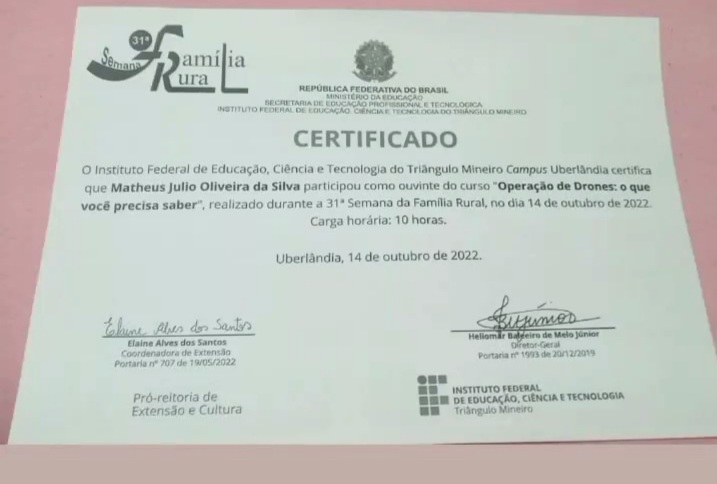 31ª
Semana
Família
Rural
REPÚBLICA FEDERATIVA DO BRASIL
MINISTÉRIO DA EDUCAÇÃO
SECRETARIA DE EDUCAÇÃO PROFISSIONAL E TECNOLÓGICA
INSTITUTO FEDERAL DE EDUCAÇÃO, CIÊNCIA E TECNOLOGIA DO TRIÂNGULO MINEIRO
CERTIFICADO
O Instituto Federal de Educação, Ciência e Tecnologia do Triângulo Mineiro Campus Uberlândia certifica
que Matheus Julio Oliveira da Silva participou como ouvinte do curso "Operação de Drones: o que
você precisa saber", realizado durante a 31ª Semana da Família Rural, no dia 14 de outubro de 2022.
Carga horária: 10 horas.
Uberlândia, 14 de outubro de 2022.
Elaine Alves dos Santos
Elaine Alves dos Santos
Coordenadora de Extensão
Portaria nº 707 de 19/05/2022
Heliomar Baleeiro de Melo Júnior
Diretor-Geral
Portaria nº 1993 de 20/12/2019
Pró-reitoria de
Extensão e Cultura
INSTITUTO FEDERAL
DE EDUCAÇÃO, CIÊNCIA E TECNOLOGIA
Triângulo Mineiro